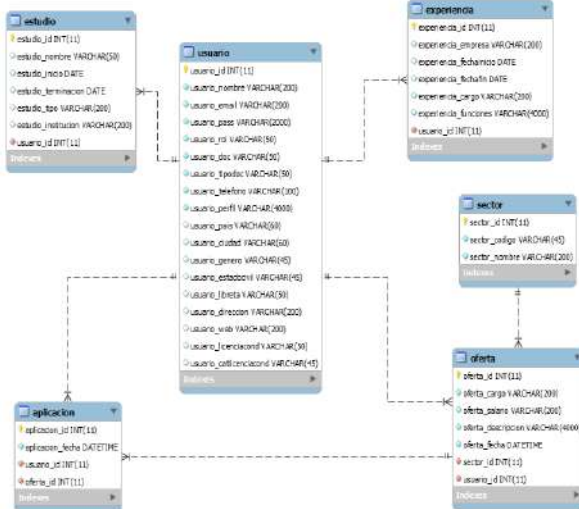 estudio
estudio_id INT(11)
estudio_nombre VARCHAR(50)
estudio_inicio DATE
estudio_terminacion DATE
estudio_tipo VARCHAR(200)
estudio_institucion VARCHAR(200)
usuario_id INT(11)
Indexes
usuario
usuario_id INT(11)
usuario_nombre VARCHAR(200)
usuario_email VARCHAR(200)
usuario_pass VARCHAR(2000)
usuario_rol VARCHAR(50)
usuario_doc VARCHAR(50)
usuario_tipodoc VARCHAR(50)
usuario_telefono VARCHAR(100)
usuario_perfil VARCHAR(4000)
usuario_pais VARCHAR(60)
usuario_ciudad VARCHAR(60)
usuario_genero VARCHAR(45)
usuario_estadocivil VARCHAR(45)
usuario_libreta VARCHAR(50)
usuario_direccion VARCHAR(200)
usuario_web VARCHAR(200)
usuario_licenciacond VARCHAR(50)
usuario_catlicenciacond VARCHAR(45)
Indexes
experiencia
experiencia_id INT(11)
experiencia_empresa VARCHAR(200)
experiencia_fechainicio DATE
experiencia_fechafin DATE
experiencia_cargo VARCHAR(200)
experiencia_funciones VARCHAR(4000)
usuario_id INT(11)
Indexes
sector
sector_id INT(11)
sector_codigo VARCHAR(45)
sector_nombre VARCHAR(200)
Indexes
aplicacion
aplicacion_id INT(11)
aplicacion_fecha DATETIME
usuario_id INT(11)
oferta_id INT(11)
Indexes
oferta
oferta_id INT(11)
oferta_cargo VARCHAR(200)
oferta_salario VARCHAR(200)
oferta_descripcion VARCHAR(4000)
oferta_fecha DATETIME
sector_id INT(11)
usuario_id INT(11)
Indexes